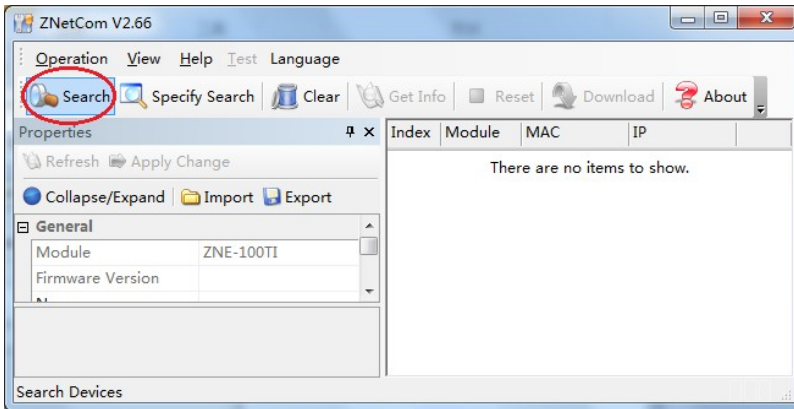 ZNetCom V2.66
Operation View Help Test Language
Search Specify Search Clear Get Info Reset Download About
Properties
Index Module MAC IP
Refresh Apply Change
There are no items to show.
Collapse/Expand Import Export
General
Module ZNE-100TI
Firmware Version
Search Devices